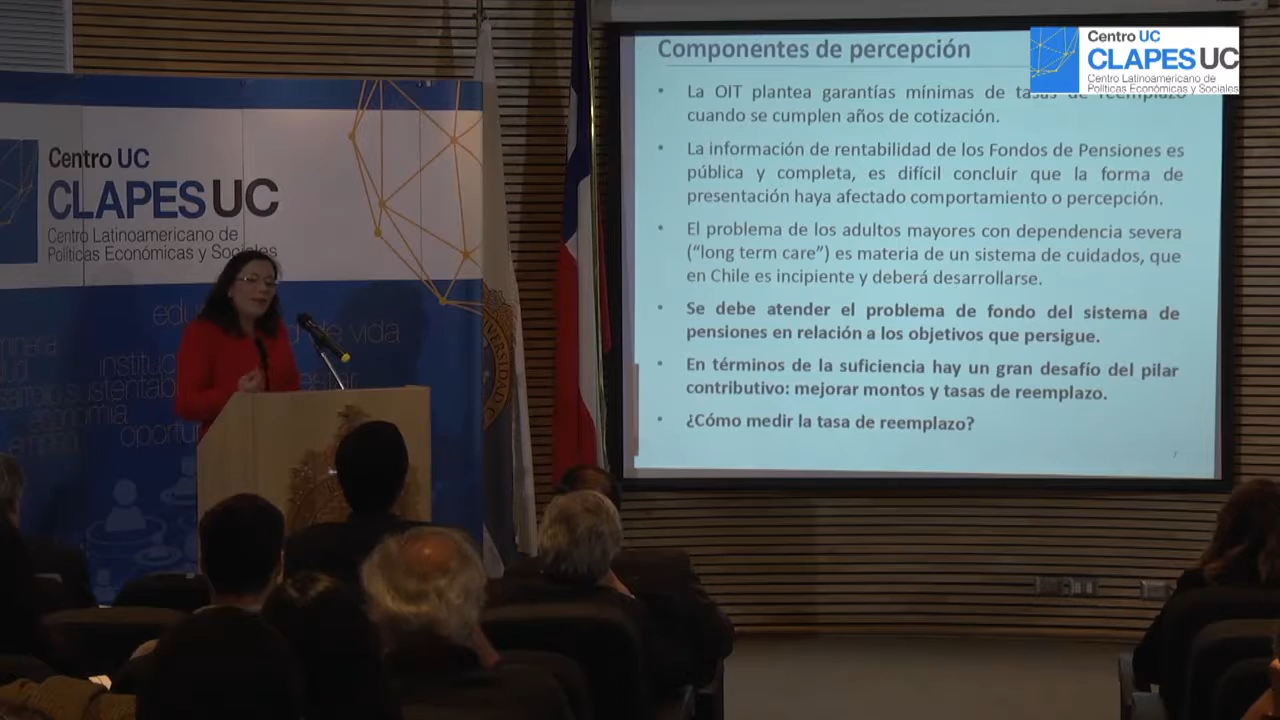 Componentes de percepción
• La OIT plantea garantías mínimas de tasas de reemplazo
cuando se cumplen años de cotización.
• La información de rentabilidad de los Fondos de Pensiones es
pública y completa, es difícil concluir que la forma de
presentación haya afectado comportamiento o percepción.
• El problema de los adultos mayores con dependencia severa
(“long term care”) es materia de un sistema de cuidados, que
en Chile es incipiente y deberá desarrollarse.
• Se debe atender el problema de fondo del sistema de
pensiones en relación a los objetivos que persigue.
• En términos de la suficiencia hay un gran desafío del pilar
contributivo: mejorar montos y tasas de reemplazo.
• ¿Cómo medir la tasa de reemplazo?
7
Centro UC
CLAPES UC
Centro Latinoamericano de
Políticas Económicas y Sociales
Centro UC
CLAPES UC
Centro Latinoamericano de
Políticas Económicas y Sociales
de vida
economía